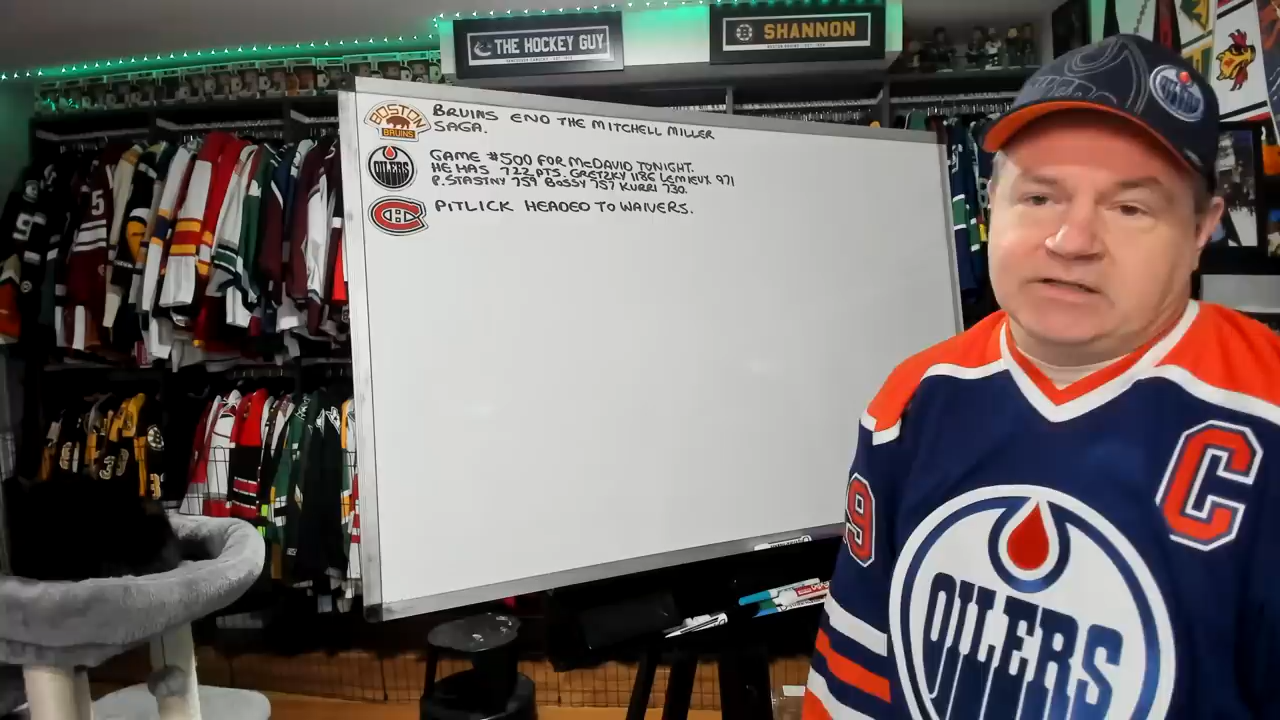 THE HOCKEY GUY
SHANNON
BOSTON
BRUINS
BRUINS END THE MITCHELL MILLER
SAGA.
OILERS
GAME #500 FOR McDAVID TONIGHT.
HE HAS 722 PTS. GRETZKY 1186 LEMIEUX 971
P. STASTNY 759 BOSSY 757 KURRI 730.
PITLICK HEADED TO WAIVERS.
C
9
OILERS